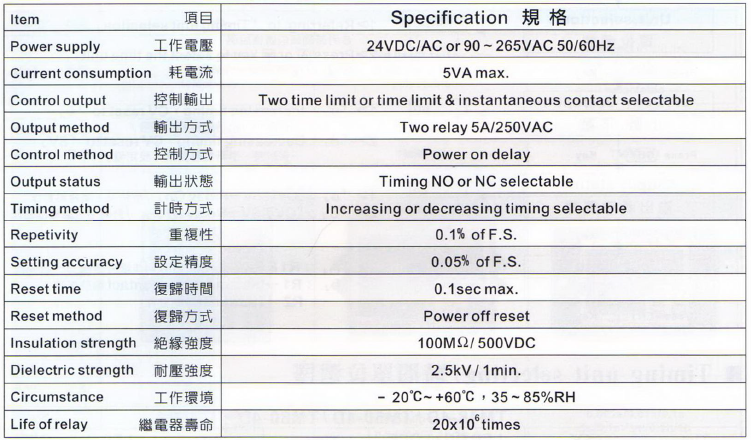 Item 項目 Specification 規格
Power supply 工作電壓 24VDC/AC or 90 ~ 265VAC 50/60Hz
Current consumption 耗電流 5VA max.
Control output 控制輸出 Two time limit or time limit & instantaneous contact selectable
Output method 輸出方式 Two relay 5A/250VAC
Control method 控制方式 Power on delay
Output status 輸出狀態 Timing NO or NC selectable
Timing method 計時方式 Increasing or decreasing timing selectable
Repetivity 重複性 0.1% of F.S.
Setting accuracy 設定精度 0.05% of F.S.
Reset time 復歸時間 0.1sec max.
Reset method 復歸方式 Power off reset
Insulation strength 絶緣強度 100MΩ/ 500VDC
Dielectric strength 耐壓強度 2.5kV / 1min.
Circumstance 工作環境 - 20℃~ +60℃，35 ~ 85%RH
Life of relay 繼電器壽命 20x10⁶ times